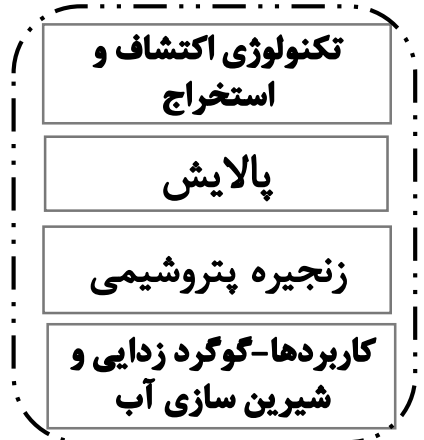 تکنولوژی اکتشاف و
استخراج
پالایش
زنجیره پتروشیمی
کاربردها-گوگرد زدایی و
شیرین سازی آب